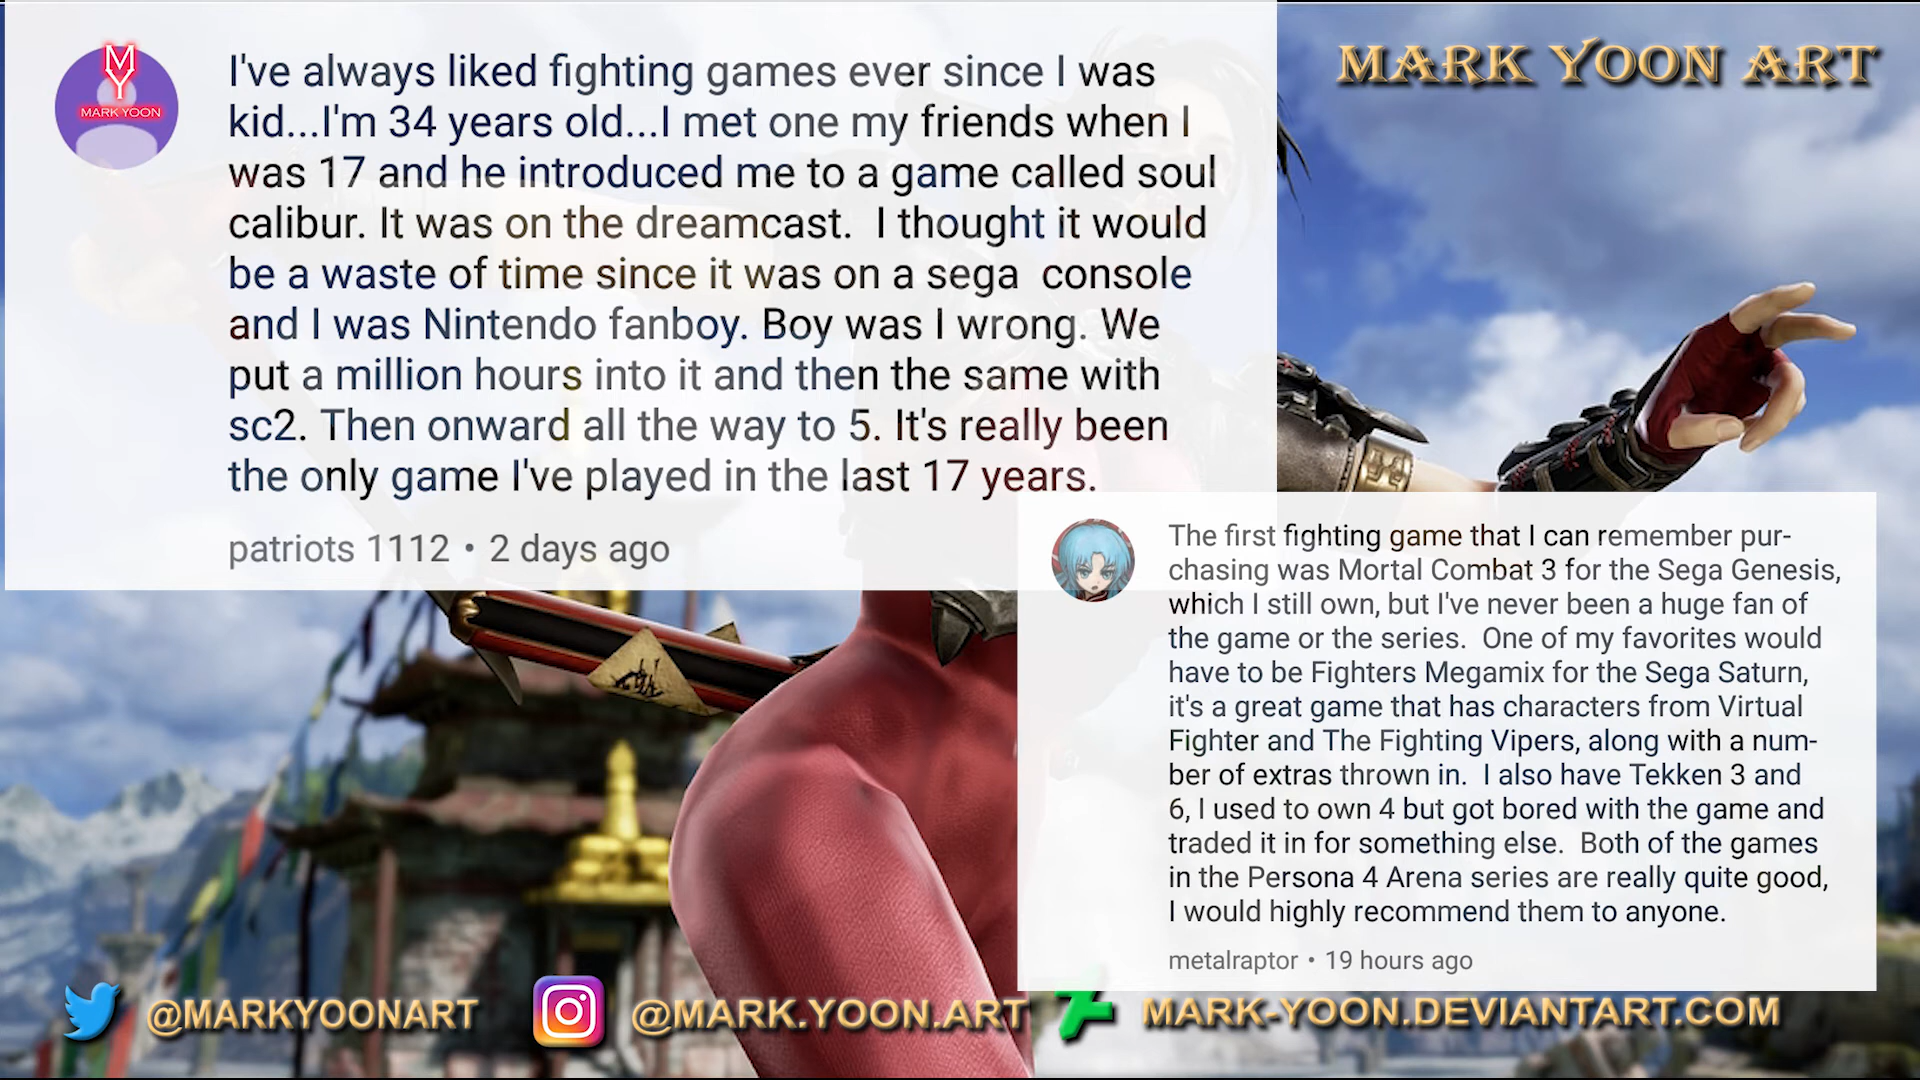 MARK YOON ART
MY
MARK YOON
I've always liked fighting games ever since I was
kid...I'm 34 years old...I met one my friends when I
was 17 and he introduced me to a game called soul
calibur. It was on the dreamcast.  I thought it would
be a waste of time since it was on a sega  console
and I was Nintendo fanboy. Boy was I wrong. We
put a million hours into it and then the same with
sc2. Then onward all the way to 5. It's really been
the only game I've played in the last 17 years.
patriots 1112 • 2 days ago
The first fighting game that I can remember pur-
chasing was Mortal Combat 3 for the Sega Genesis,
which I still own, but I've never been a huge fan of
the game or the series.  One of my favorites would
have to be Fighters Megamix for the Sega Saturn,
it's a great game that has characters from Virtual
Fighter and The Fighting Vipers, along with a num-
ber of extras thrown in.  I also have Tekken 3 and
6, I used to own 4 but got bored with the game and
traded it in for something else.  Both of the games
in the Persona 4 Arena series are really quite good,
I would highly recommend them to anyone.
metalraptor • 19 hours ago
@MARKYOONART
@MARK.YOON.ART
MARK-YOON.DEVIANTART.COM